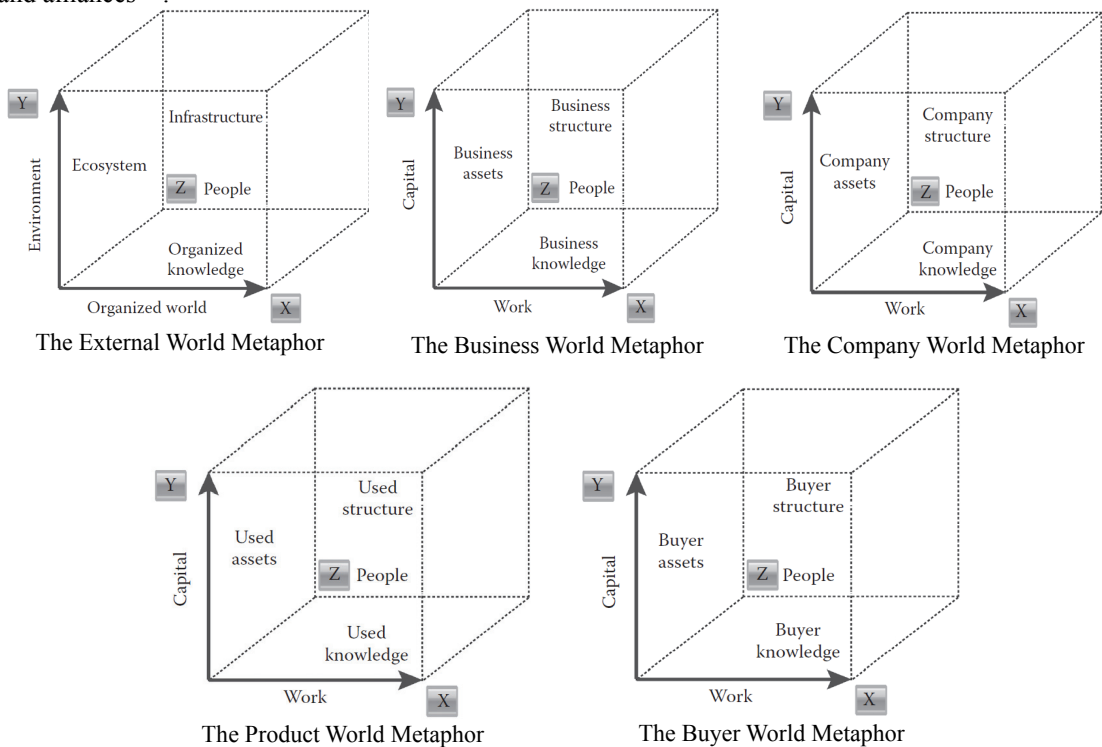 and alliances
Y
Infrastructure
Ecosystem
Z People
Environment
Organized
knowledge
Organized world
X
The External World Metaphor
Y
Business
structure
Business
assets
Z People
Capital
Business
knowledge
Work
X
The Business World Metaphor
Y
Company
structure
Company
assets
Z People
Capital
Company
knowledge
Work
X
The Company World Metaphor
Y
Used
structure
Used
assets
Z People
Capital
Used
knowledge
Work
X
The Product World Metaphor
Y
Buyer
structure
Buyer
assets
Z People
Capital
Buyer
knowledge
Work
X
The Buyer World Metaphor